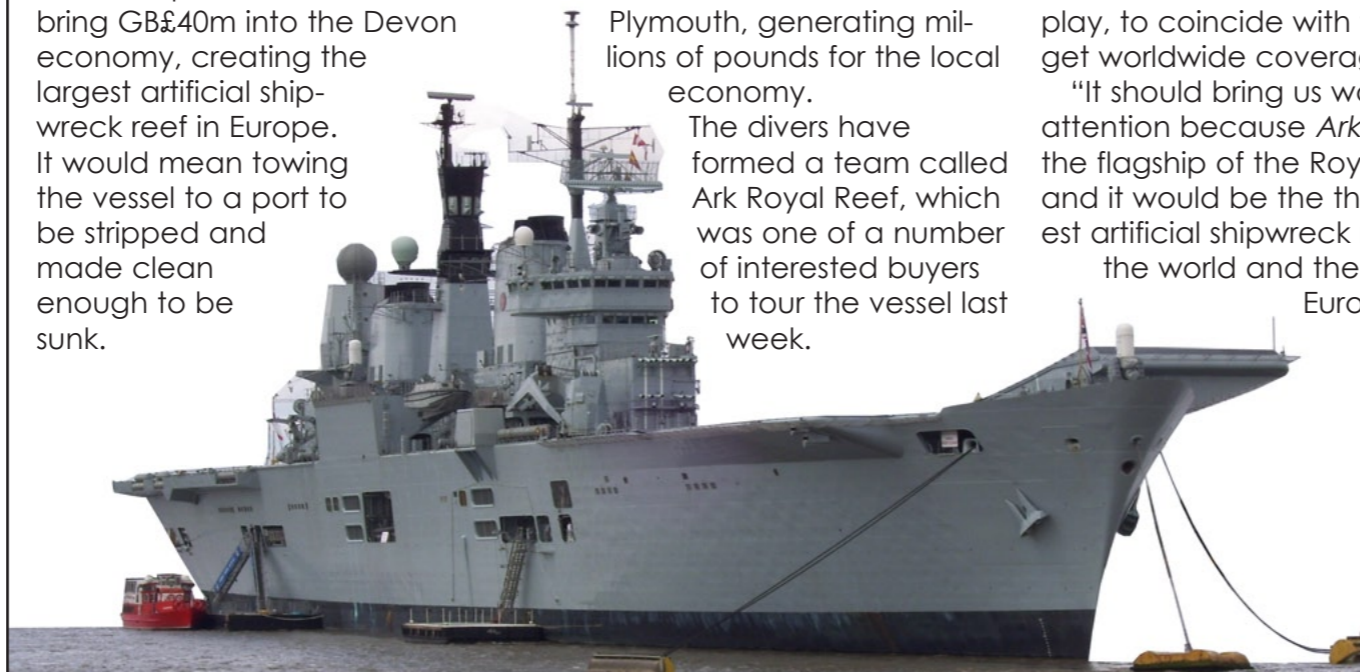 bring GB£40m into the Devon
economy, creating the
largest artificial ship-
wreck reef in Europe.
It would mean towing
the vessel to a port to
be stripped and
made clean
enough to be
sunk.
Plymouth, generating mil-
lions of pounds for the local
economy.
The divers have
formed a team called
Ark Royal Reef, which
was one of a number
of interested buyers
to tour the vessel last
week.
play, to coincide with
get worldwide
“It should bring us
attention because Ark
the flagship of the
and it would be the
est artificial shipwreck
the world and the